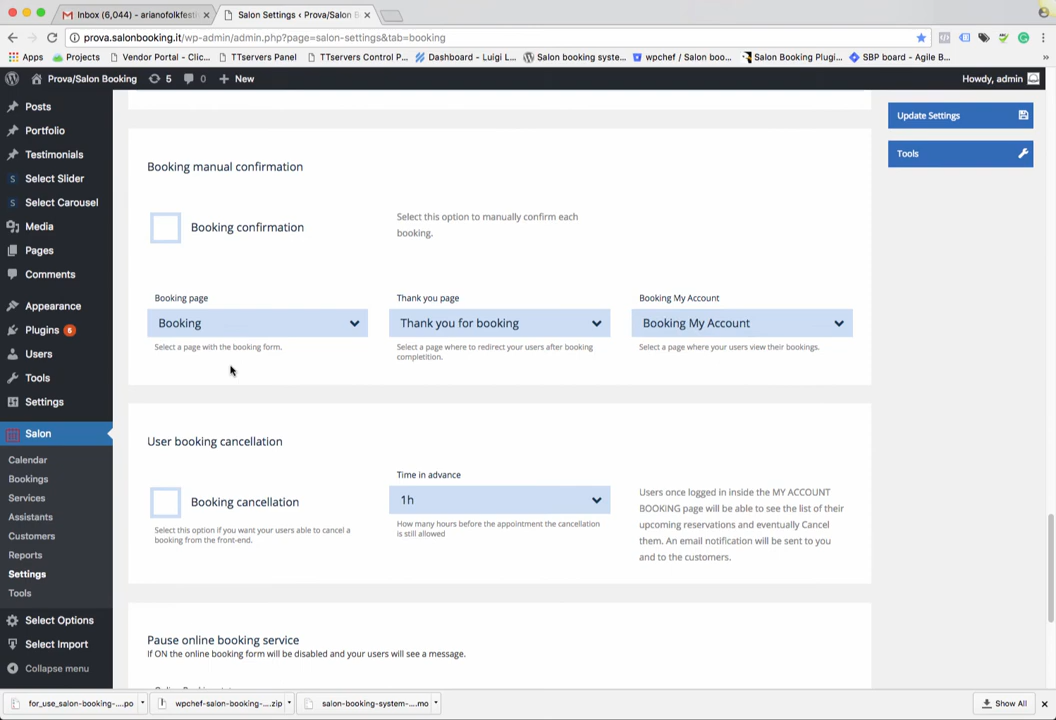 Inbox (6,044) - arianofolkfesti
Salon Settings ‹ Prova/Salon B
prova.salonbooking.it/wp-admin/admin.php?page=salon-settings&tab=booking
Apps
Projects
Vendor Portal - Clic...
TTservers Panel
TTservers Control P...
Dashboard - Luigi L...
Salon booking syste...
wpchef / Salon boo...
Salon Booking Plugi...
SBP board - Agile B...
»
Prova/Salon Booking
5
0
New
Howdy, admin
Posts
Portfolio
Testimonials
Select Slider
Select Carousel
Media
Pages
Comments
Appearance
Plugins 6
Users
Tools
Settings
Salon
Calendar
Bookings
Services
Assistants
Customers
Reports
Settings
Tools
Select Options
Select Import
Collapse menu
Update Settings
Tools
Booking manual confirmation
Booking confirmation
Select this option to manually confirm each
booking.
Booking page
Booking
Select a page with the booking form.
Thank you page
Thank you for booking
Select a page where to redirect your users after booking
completition.
Booking My Account
Booking My Account
Select a page where your users view their bookings.
User booking cancellation
Booking cancellation
Select this option if you want your users able to cancel a
booking from the front-end.
Time in advance
1h
How many hours before the appointment the cancellation
is still allowed
Users once logged in inside the MY ACCOUNT
BOOKING page will be able to see the list of their
upcoming reservations and eventually Cancel
them. An email notification will be sent to you
and to the customers.
Pause online booking service
If ON the online booking form will be disabled and your users will see a message.
for_use_salon-booking-....po
wpchef-salon-booking-....zip
salon-booking-system-....mo
Show All